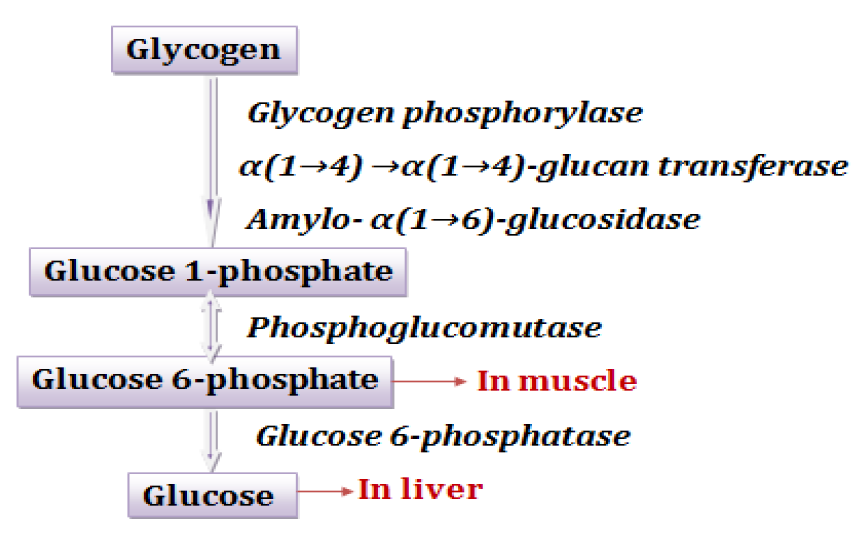 Glycogen
Glycogen phosphorylase
α(1→4) →α(1→4)-glucan transferase
Amylo- α(1→6)-glucosidase
Glucose 1-phosphate
Phosphoglucomutase
Glucose 6-phosphate
In muscle
Glucose 6-phosphatase
Glucose
In liver